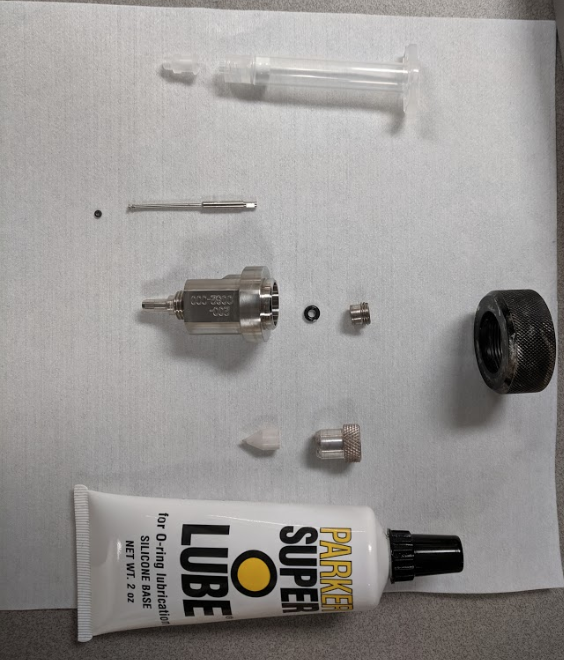 PARKER
SUPER
LUBE
for O-ring lubrication
SILICONE BASE
NET WT. 2 oz